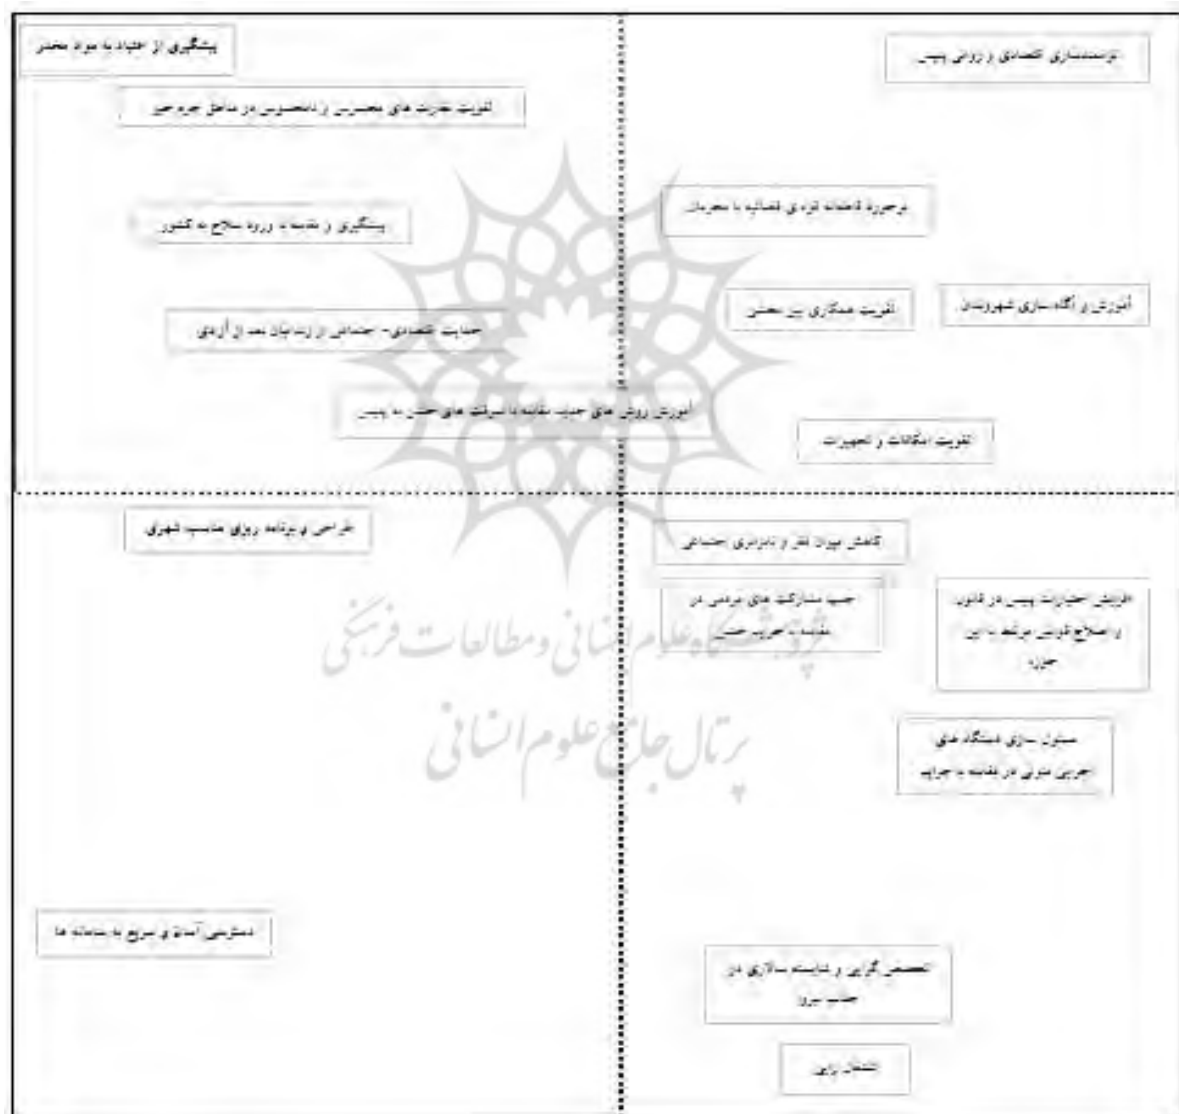 توانمندسازی اقتصادی و روانی پلیس
پیشگیری از اعتیاد به مواد مخدر
تقویت نظارت های محسوس و نامحسوس در مناطق جرم خیز
برخورد قاطعانه قوه ی قضائیه با مجرمان
پیشگیری و مقابله با ورود سلاح به کشور
آموزش و آگاه سازی شهروندان
تقویت همکاری بین بخشی
حمایت اقتصادی- اجتماعی از زندانیان بعد از آزادی
آموزش روش های جدید مقابله با سرقت های خشن به پلیس
تقویت امکانات و تجهیزات
کاهش میزان فقر و نابرابری اجتماعی
طراحی و برنامه ریزی مناسب شهری
افزایش اختیارات پلیس در قانون
و اصلاح قوانین مرتبط با این
حوزه
جلب مشارکت های مردمی در
مقابله با جرایم خشن
پژوهشگاه علوم انسانی و مطالعات فرهنگی
پرتال جامع علوم انسانی
مسئول سازی دستگاه های
اجرایی متولی در مقابله با جرایم
دسترسی آسان و سریع به سامانه ها
تخصص گرایی و شایسته سالاری در
جذب نیرو
اشتغال زایی